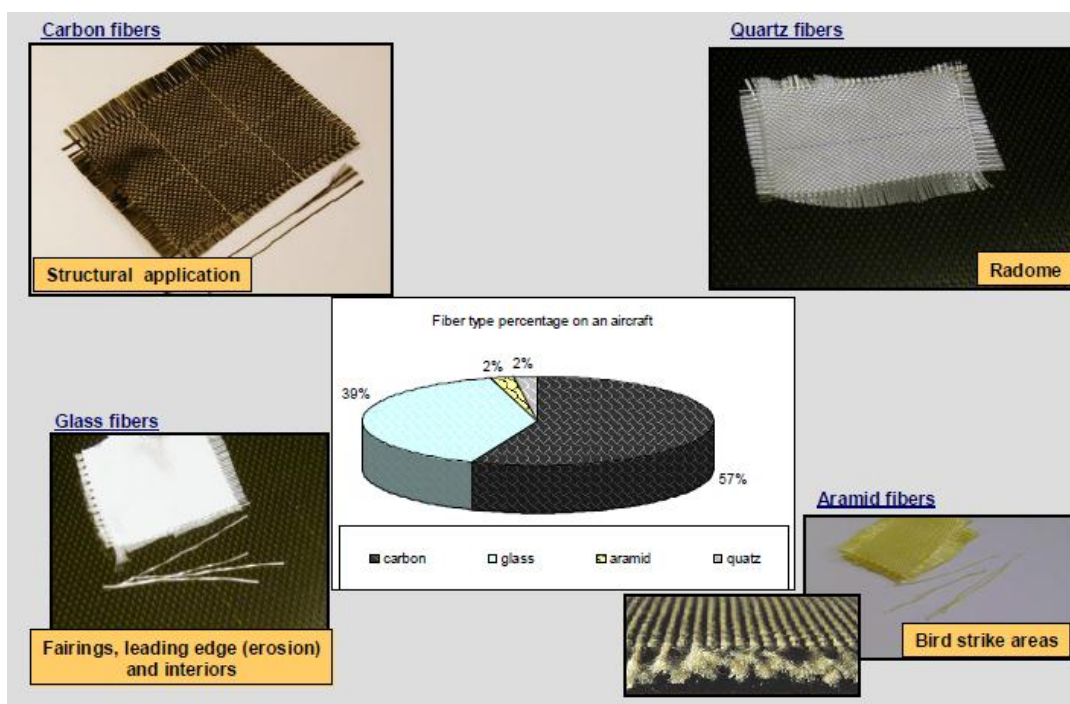 Carbon fibers
Quartz fibers
Structural application
Radome
Fiber type percentage on an aircraft
2%
2%
39%
57%
Glass fibers
Aramid fibers
carbon
glass
aramid
quatz
Fairings, leading edge (erosion)
and interiors
Bird strike areas